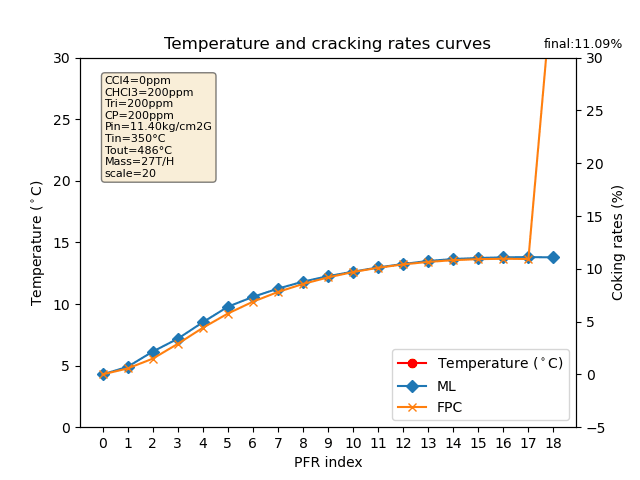 Temperature and cracking rates curves
final:11.09%
CCl4=0ppm
CHCl3=200ppm
Tri=200ppm
CP=200ppm
Pin=11.40kg/cm2G
Tin=350°C
Tout=486°C
Mass=27T/H
scale=20
Temperature (°C)
30
25
20
15
10
5
0
30
25
20
15
10
5
0
−5
Coking rates (%)
Temperature (°C)
ML
FPC
0 1 2 3 4 5 6 7 8 9 10 11 12 13 14 15 16 17 18
PFR index